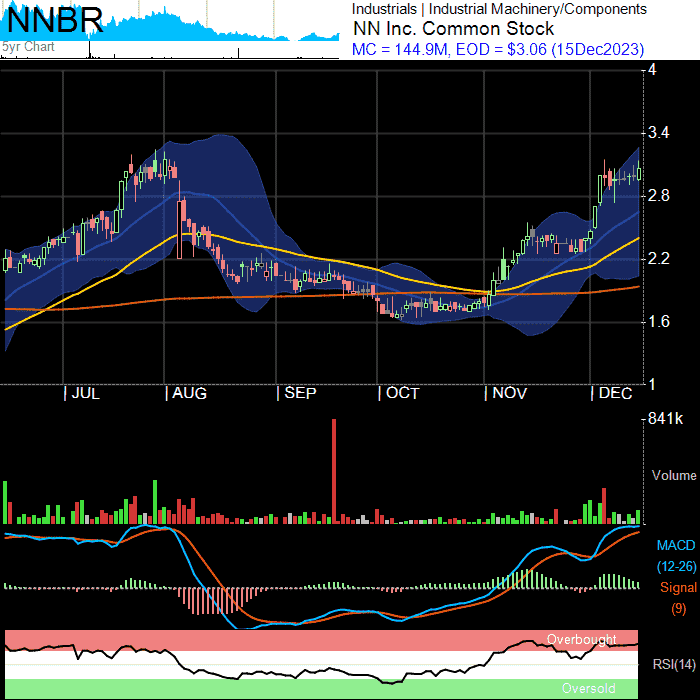 NNBR
5yr Chart
Industrials | Industrial Machinery/Components
NN Inc. Common Stock
MC = 144.9M, EOD = $3.06 (15Dec2023)
4
3.4
2.8
2.2
1.6
1
JUL AUG SEP OCT NOV DEC
841k
Volume
MACD
(12-26)
Signal
(9)
Overbought
RSI(14)
Oversold